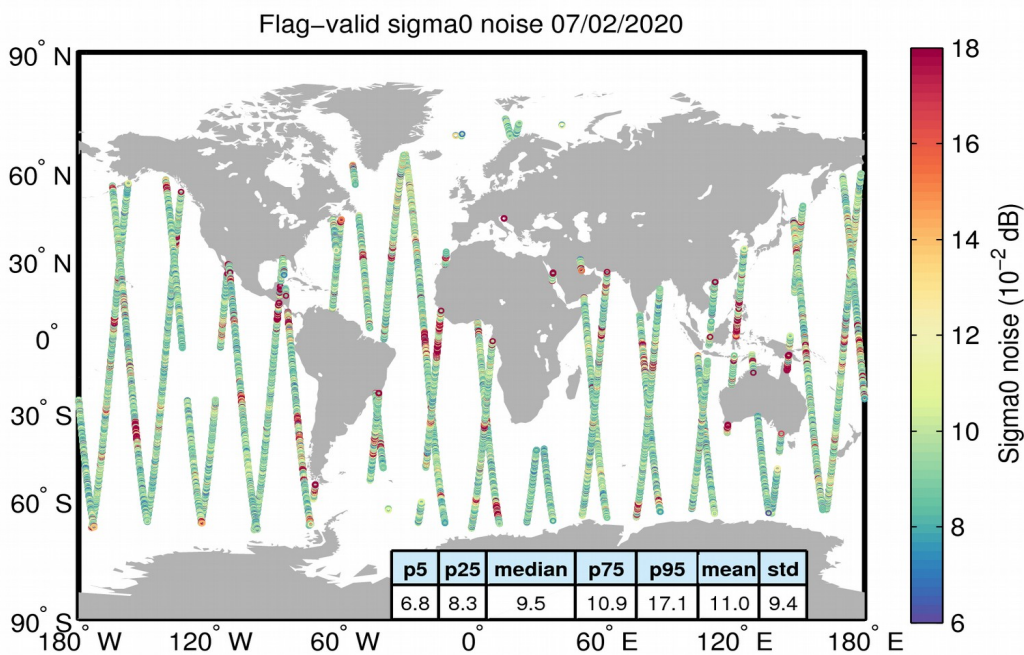 Flag−valid sigma0 noise 07/02/2020
90° N
60° N
30° N
0°
30° S
60° S
90° S
180° W 120° W 60° W 0° 60° E 120° E 180° E
p5 p25 median p75 p95 mean std
6.8 8.3 9.5 10.9 17.1 11.0 9.4
18
16
14
12
10
8
6
Sigma0 noise (10−2 dB)